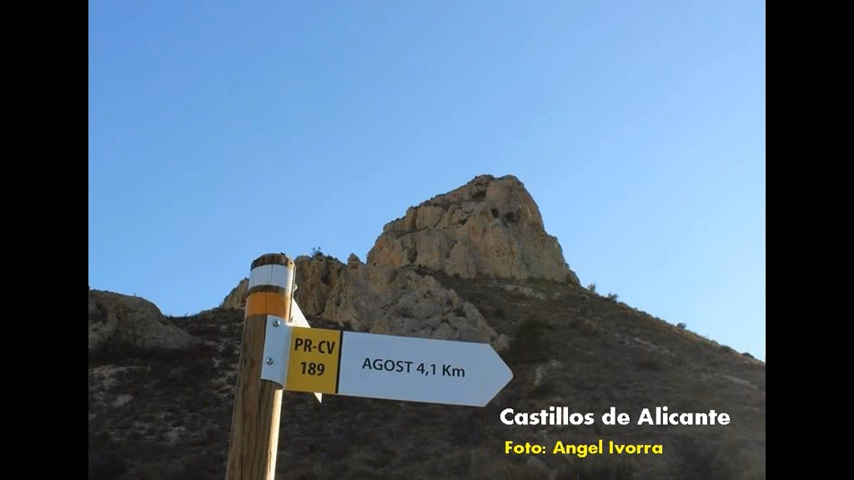 PR-CV
189
AGOST 4,1 Km
Castillos de Alicante
Foto: Angel Ivorra